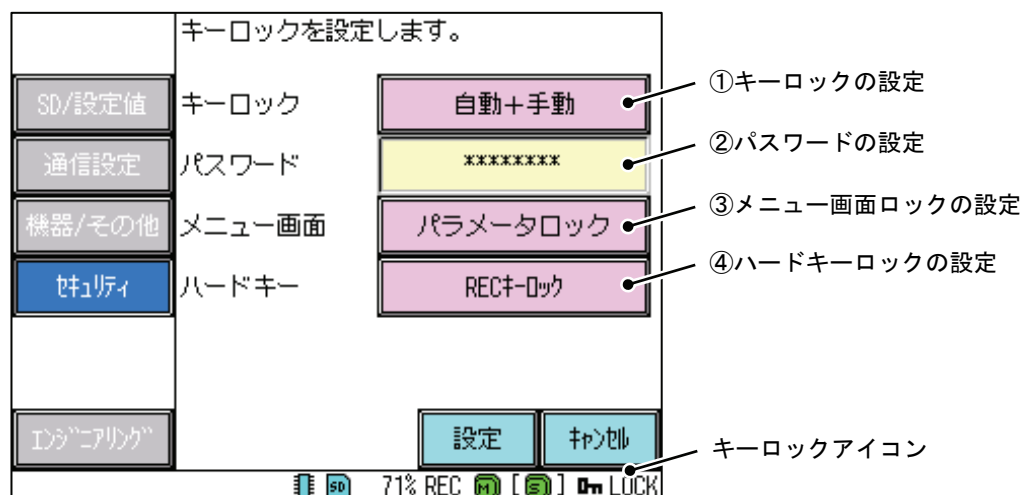 キーロックを設定します。
SD/設定値 キーロック 自動＋手動 ①キーロックの設定
通信設定 パスワード ******** ②パスワードの設定
機器/その他 メニュー画面 パラメータロック ③メニュー画面ロックの設定
ｾｷｭﾘﾃｨ ハードキー RECｷｰﾛｯｸ ④ハードキーロックの設定
ｴﾝｼﾞﾆｱﾘﾝｸﾞ 設定 ｷｬﾝｾﾙ キーロックアイコン
SD 71% REC M [S] LOCK